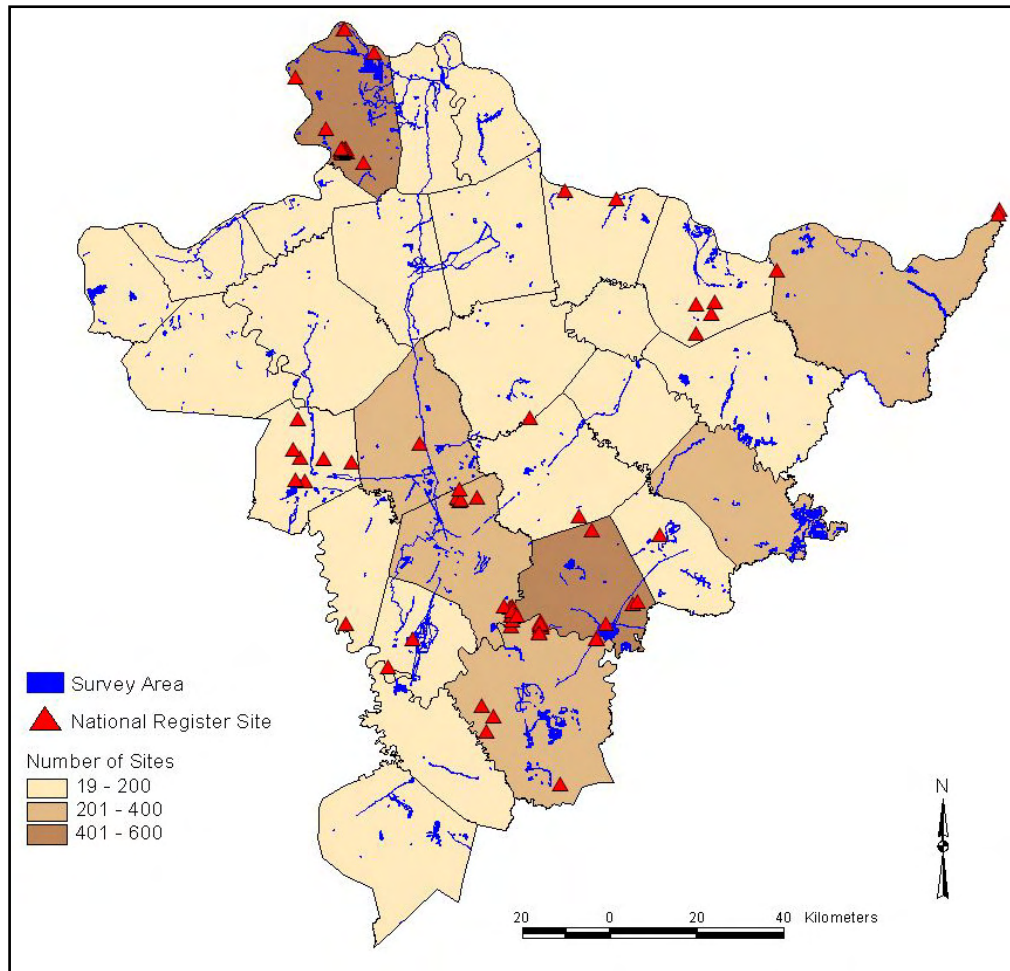 Survey Area
National Register Site
Number of Sites
19 - 200
201 - 400
401 - 600
N
20 0 20 40 Kilometers